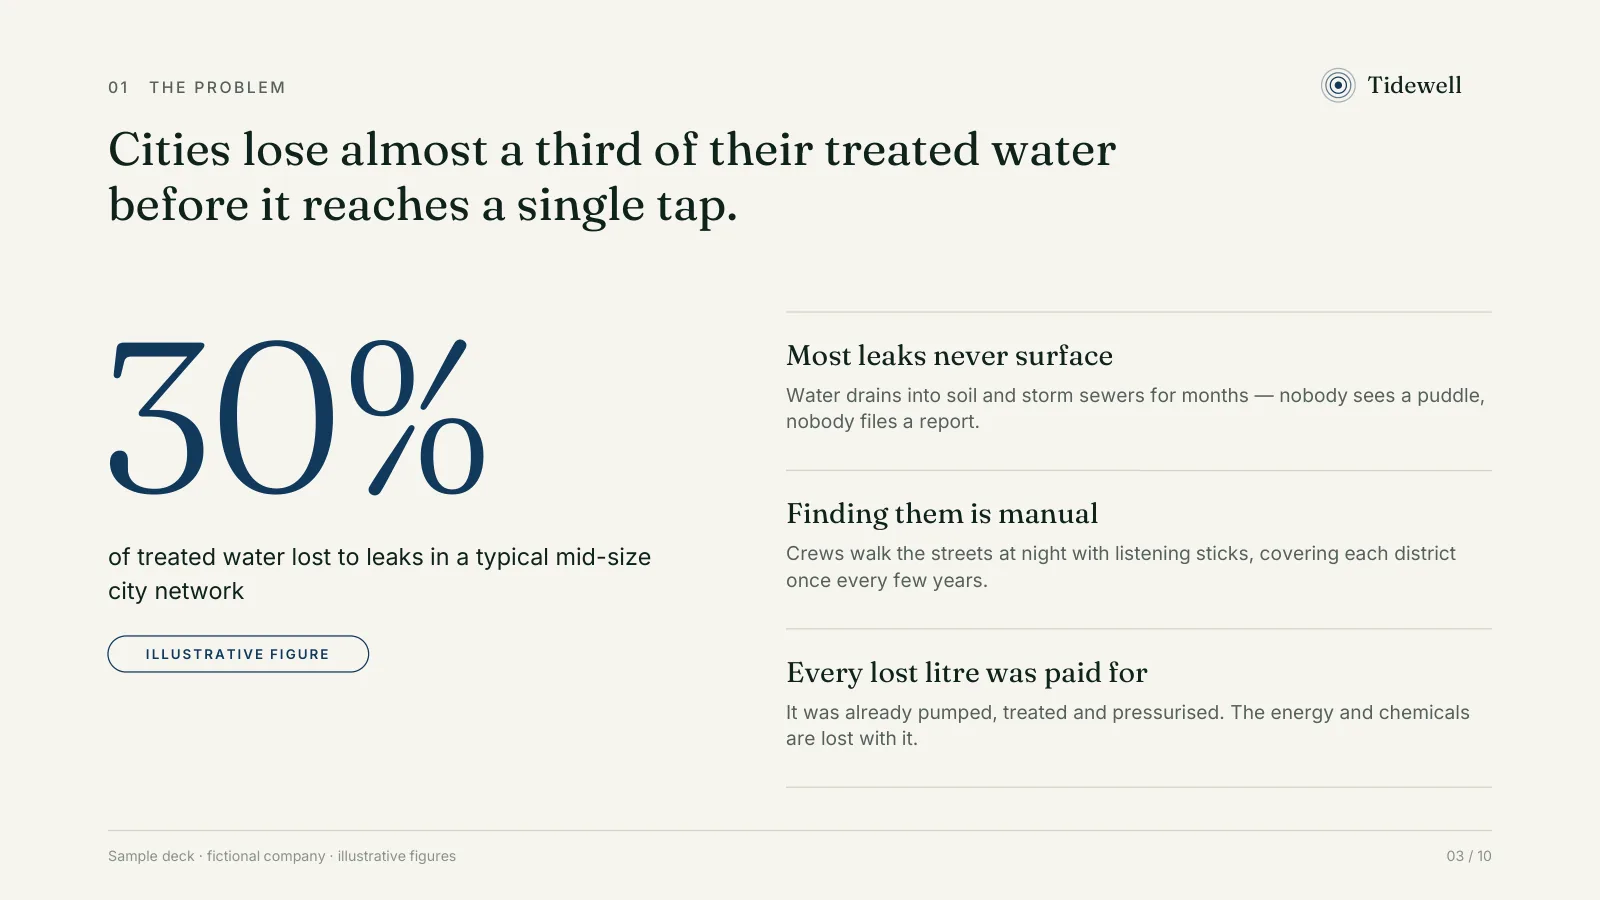 01 THE PROBLEM
Tidewell
Cities lose almost a third of their treated water
before it reaches a single tap.
30%
of treated water lost to leaks in a typical mid-size
city network
ILLUSTRATIVE FIGURE
Most leaks never surface
Water drains into soil and storm sewers for months — nobody sees a puddle,
nobody files a report.
Finding them is manual
Crews walk the streets at night with listening sticks, covering each district
once every few years.
Every lost litre was paid for
It was already pumped, treated and pressurised. The energy and chemicals
are lost with it.
Sample deck · fictional company · illustrative figures
03 / 10